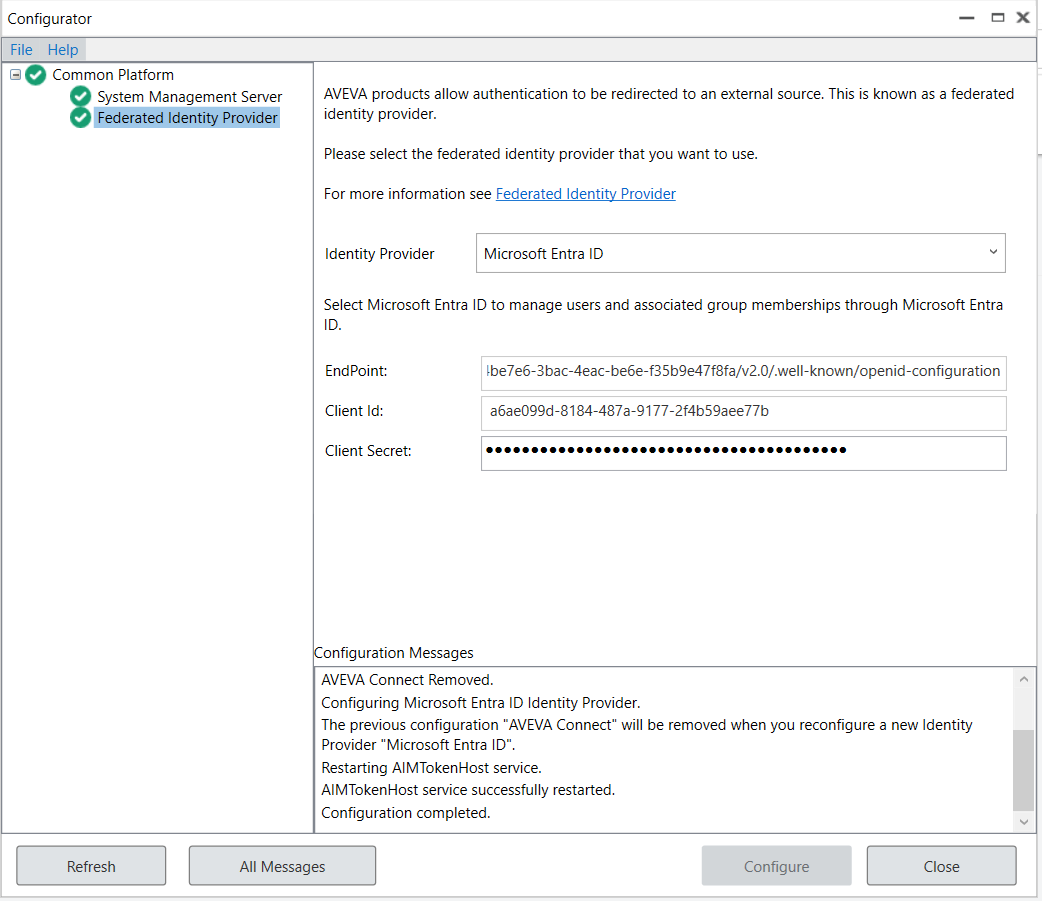 Configurator
File Help
Common Platform
System Management Server
Federated Identity Provider
AVEVA products allow authentication to be redirected to an external source. This is known as a federated
identity provider.
Please select the federated identity provider that you want to use.
For more information see Federated Identity Provider
Identity Provider Microsoft Entra ID
Select Microsoft Entra ID to manage users and associated group memberships through Microsoft Entra
ID.
EndPoint: be7e6-3bac-4eac-be6e-f35b9e47f8fa/v2.0/.well-known/openid-configuration
Client Id: a6ae099d-8184-487a-9177-2f4b59aee77b
Client Secret: ••••••••••••••••••••••••••••••••••••••••
Configuration Messages
AVEVA Connect Removed.
Configuring Microsoft Entra ID Identity Provider.
The previous configuration "AVEVA Connect" will be removed when you reconfigure a new Identity
Provider "Microsoft Entra ID".
Restarting AIMTokenHost service.
AIMTokenHost service successfully restarted.
Configuration completed.
Refresh All Messages Configure Close